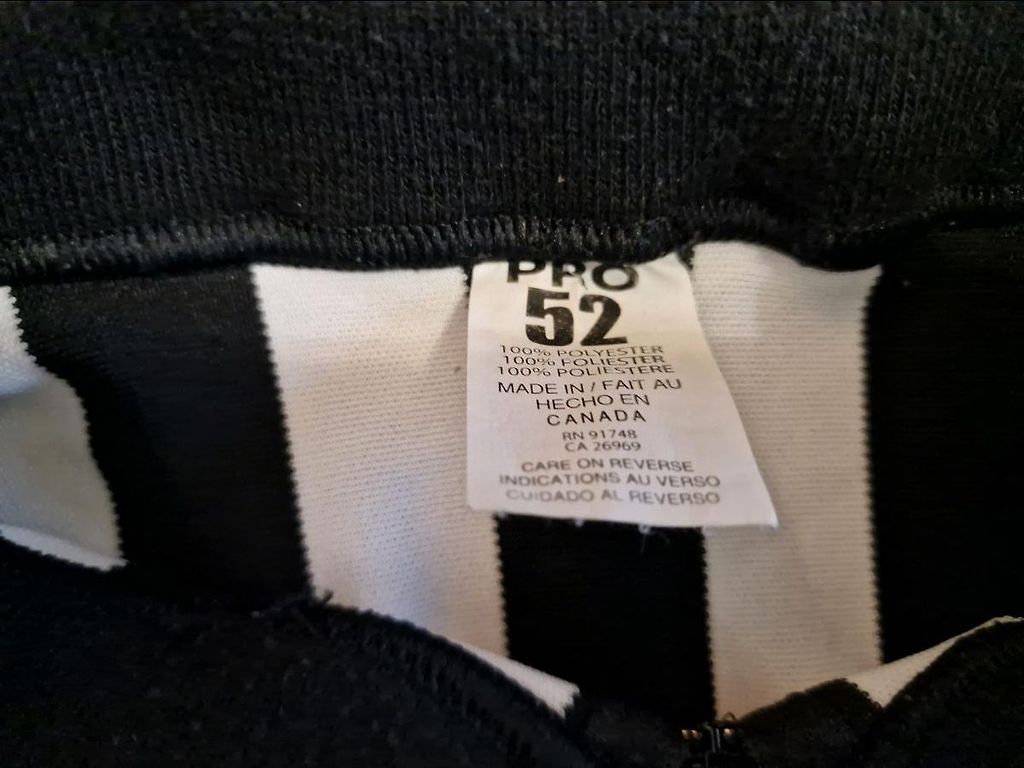 PRO
52
100% POLYESTER
100% FOLIESTER
100% POLIESTERE
MADE IN / FAIT AU
HECHO EN
CANADA
RN 91748
CA 26969
CARE ON REVERSE
INDICATIONS AU VERSO
CUIDADO AL REVERSO